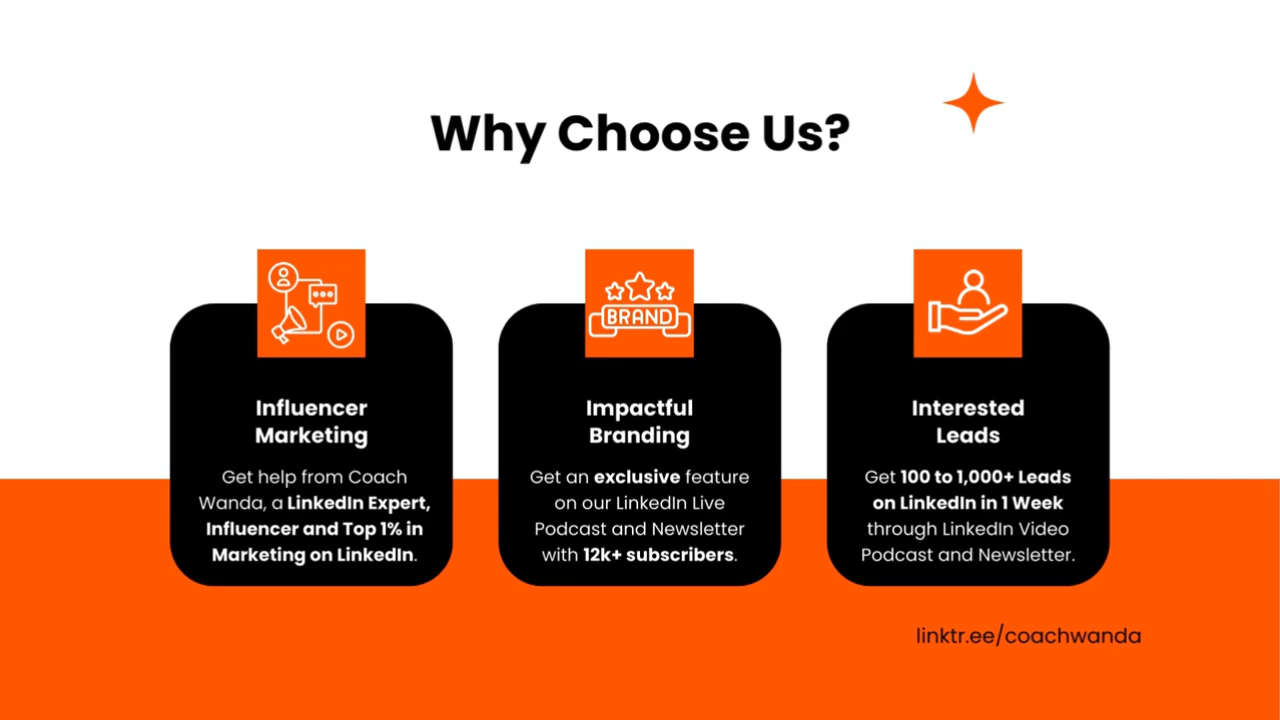 Why Choose Us?
BRAND
Influencer
Marketing
Get help from Coach
Wanda, a LinkedIn Expert,
Influencer and Top 1% in
Marketing on LinkedIn.
Impactful
Branding
Get an exclusive feature
on our LinkedIn Live
Podcast and Newsletter
with 12k+ subscribers.
Interested
Leads
Get 100 to 1,000+ Leads
on LinkedIn in 1 Week
through LinkedIn Video
Podcast and Newsletter.
linktr.ee/coachwanda